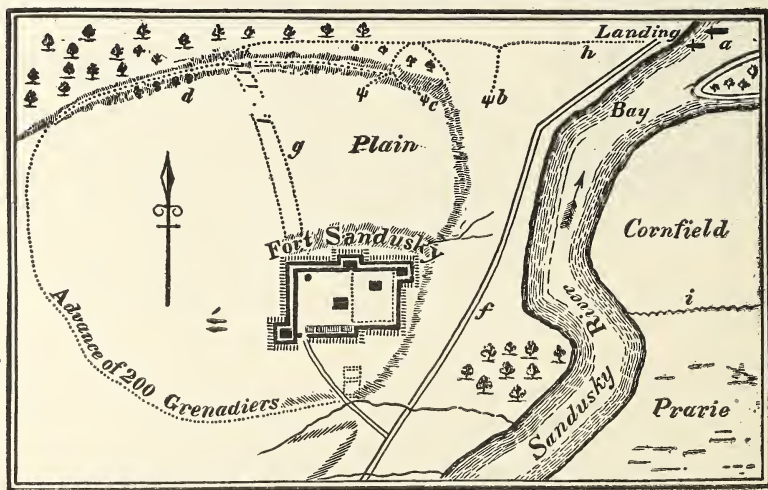 Landing
a
h
d
ψ
ψc
ψb
Bay
g
Plain
Fort Sandusky
Cornfield
f
i
River
é
Advance of 200 Grenadiers
Sandusky
Prarie